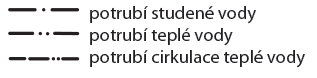 potrubí studené vody
potrubí teplé vody
potrubí cirkulace teplé vody